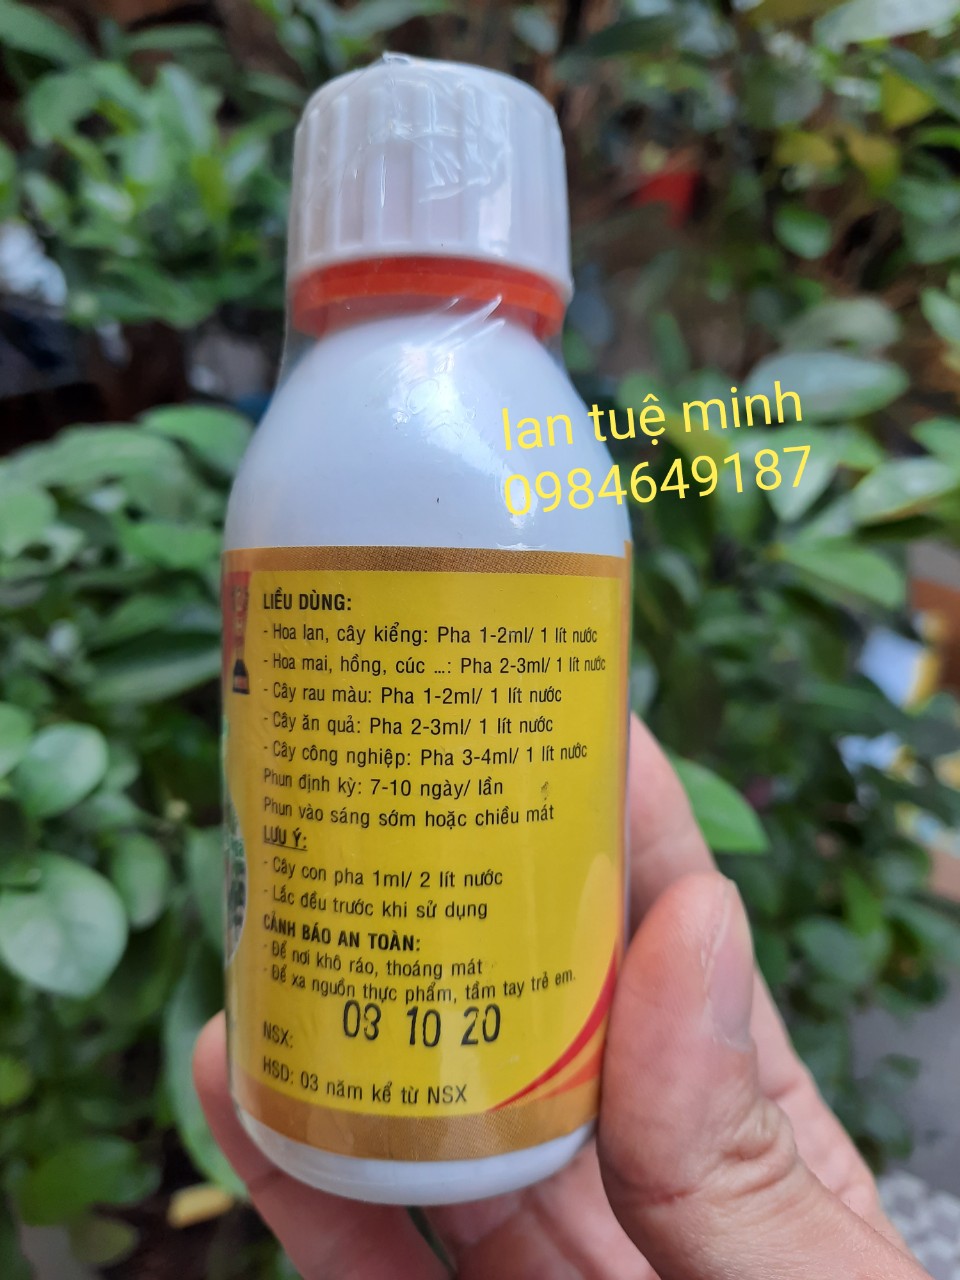 lan tuệ minh
0984649187
LIỀU DÙNG:
- Hoa lan, cây kiểng: Pha 1-2ml/ 1 lít nước
- Hoa mai, hồng, cúc ...: Pha 2-3ml/ 1 lít nước
- Cây rau màu: Pha 1-2ml/ 1 lít nước
- Cây ăn quả: Pha 2-3ml/ 1 lít nước
- Cây công nghiệp: Pha 3-4ml/ 1 lít nước
Phun định kỳ: 7-10 ngày/ lần
Phun vào sáng sớm hoặc chiều mát
LƯU Ý:
- Cây con pha 1ml/ 2 lít nước
- Lắc đều trước khi sử dụng
CẢNH BÁO AN TOÀN:
- Để nơi khô ráo, thoáng mát
- Để xa nguồn thực phẩm, tầm tay trẻ em.
NSX: 03 10 20
HSD: 03 năm kể từ NSX